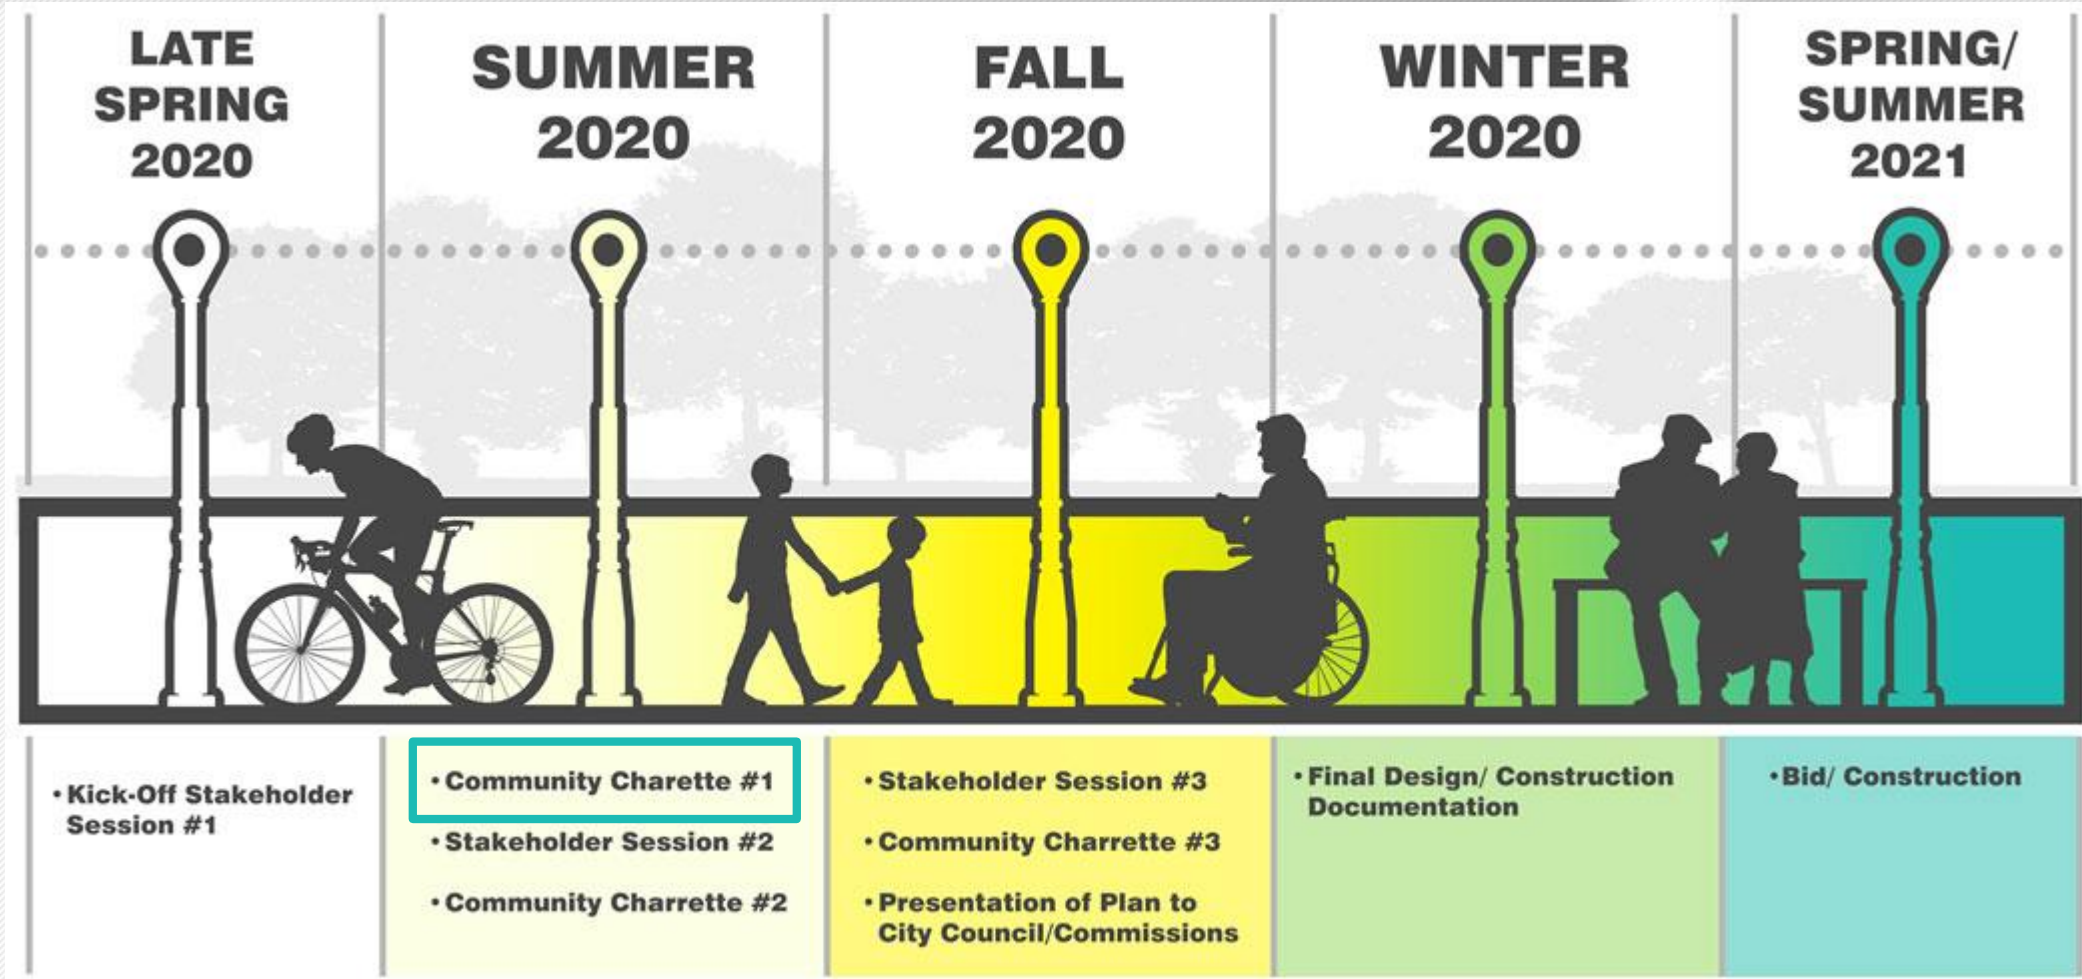 LATE
SPRING
2020
SUMMER
2020
FALL
2020
WINTER
2020
SPRING/
SUMMER
2021
• Kick-Off Stakeholder
Session #1
• Community Charette #1
• Stakeholder Session #2
• Community Charrette #2
• Stakeholder Session #3
• Community Charrette #3
• Presentation of Plan to
City Council/Commissions
• Final Design/ Construction
Documentation
• Bid/ Construction